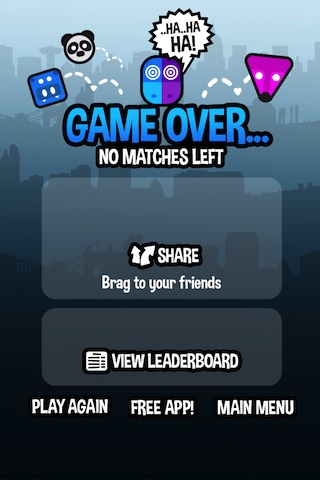 ..HA..HA
HA!
GAME OVER...
NO MATCHES LEFT
SHARE
Brag to your friends
VIEW LEADERBOARD
PLAY AGAIN
FREE APP!
MAIN MENU